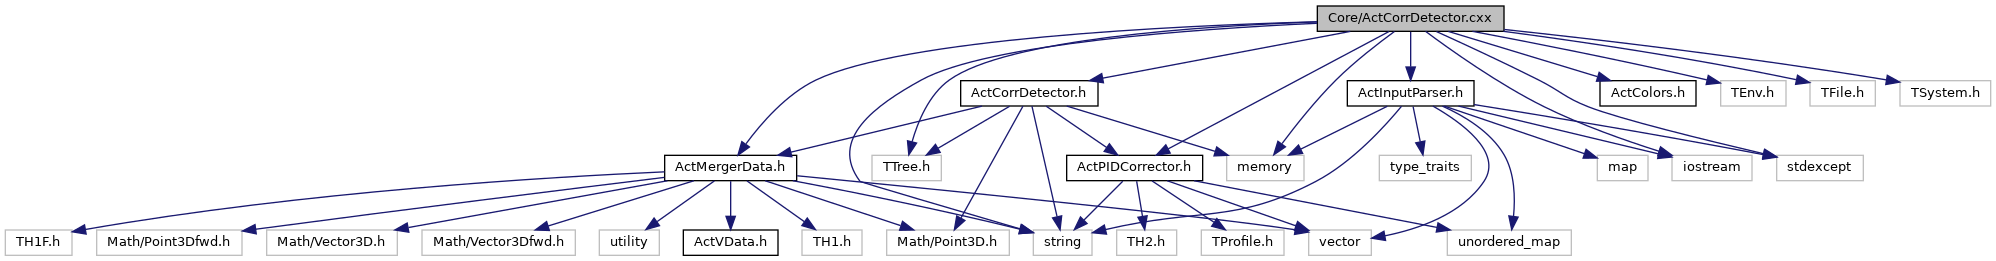 Core/ActCorrDetector.cxx
ActCorrDetector.h
ActInputParser.h
ActColors.h
TEnv.h
TFile.h
TSystem.h
ActMergerData.h
TTree.h
ActPIDCorrector.h
memory
type_traits
map
iostream
stdexcept
TH1F.h
Math/Point3Dfwd.h
Math/Vector3D.h
Math/Vector3Dfwd.h
utility
ActVData.h
TH1.h
Math/Point3D.h
string
TH2.h
TProfile.h
vector
unordered_map